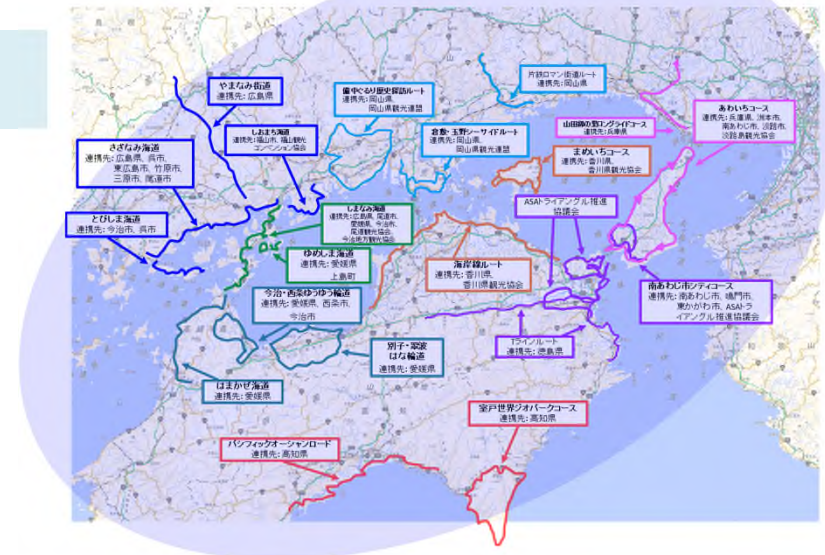 やまなみ街道
連携先：広島県
備中ぐるり歴史探訪ルート
連携先：岡山県、
岡山県観光連盟
片鉄ロマン街道ルート
連携先：岡山県
さざなみ海道
連携先：広島県、呉市、
東広島市、竹原市、
三原市、尾道市
しおまち海道
連携先：福山市、福山観光
コンベンション協会
倉敷・玉野シーサイドルート
連携先：岡山県、
岡山県観光連盟
連携先：兵庫県
あわいちコース
連携先：兵庫県、洲本市、
南あわじ市、淡路市、
淡路島観光協会
まめいちコース
連携先：香川県、
香川県観光協会
とびしま海道
連携先：今治市、呉市
しまなみ海道
連携先：広島県、尾道市、
愛媛県、今治市、
尾道観光協会、
今治地方観光協会
ASAトライアングル推進
協議会
ゆめしま海道
連携先：愛媛県
上島町
海岸線ルート
連携先：香川県、
香川県観光協会
南あわじ市シティコース
連携先：南あわじ市、鳴門市、
東かがわ市、ASAトラ
イアングル推進協議会
今治・西条ゆうゆう輪道
連携先：愛媛県、西条市、
今治市
別子・翠波
はな輪道
連携先：愛媛県
Tラインルート
連携先：徳島県
はまかぜ海道
連携先：愛媛県
室戸世界ジオパークコース
連携先：高知県
パシフィックオーシャンロード
連携先：高知県